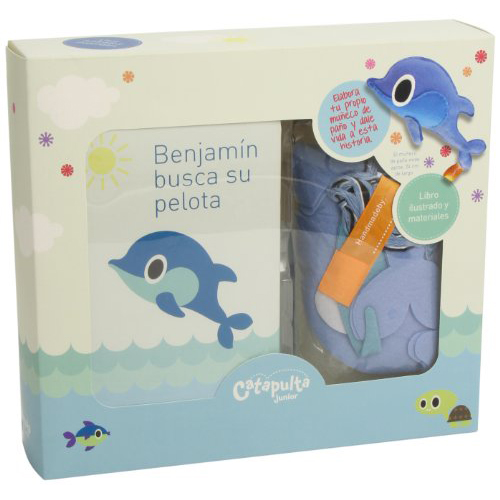 Benjamín
busca su
pelota
Elabora
tu propio
muñeco de
paño y dale
vida a esta
historia.
Libro
ilustrado y
materiales
Handmadeby:
Catapulta
junior